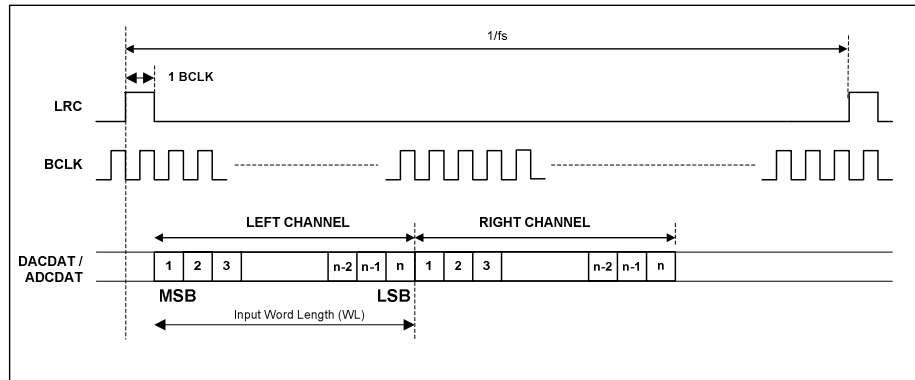 1/fs
1 BCLK
LRC
BCLK
LEFT CHANNEL RIGHT CHANNEL
DACDAT /
ADCDAT
1 2 3 n-2 n-1 n 1 2 3 n-2 n-1 n
MSB LSB
Input Word Length (WL)